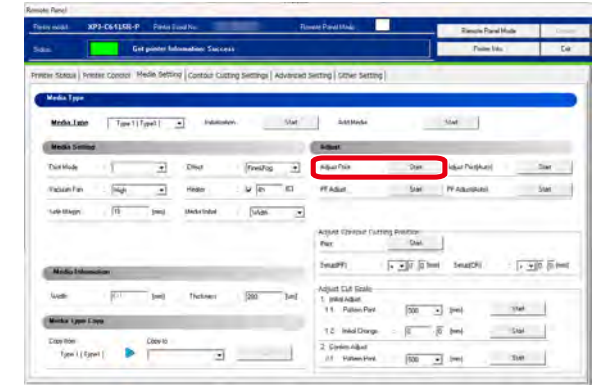 Remote Panel
Printer model: XP3-C641SR-P Printer Serial No. Remote Panel Mode Remote Panel Mode
Status: Get printer Information: Success Printer Info. Exit
Printer Status Printer Control Media Setting Contour Cutting Settings Advanced Setting Other Setting
Media Type
Media Type Type 1 [ Type1 ] Initialization Start Add Media Start
Media Setting Adjust
Print Mode : Effect : Adjust Print Start Adjust Print(Auto) Start
Vacuum Fan : High Heater : PF Adjust Start PF Adjust(Auto) Start
Side Margin : [mm] Media Initial : Width
Adjust Contour Cutting Position
Print Start
Setup(PF) : + 0 . 0 [mm] Setup(CR) : + 0 . 0 [mm]
Media Information
Width : [mm] Thickness : 200 [um]
Adjust Cut Scale
1. Initial Adjust
1.1. Pattern Print 500 [mm] Start
Media Type Copy
1.2. Initial Change : 0 [mm] Start
Copy from Copy to
2. Confirm Adjust
Type 1 [ Type1 ]
2.1. Pattern Print 500 [mm] Start